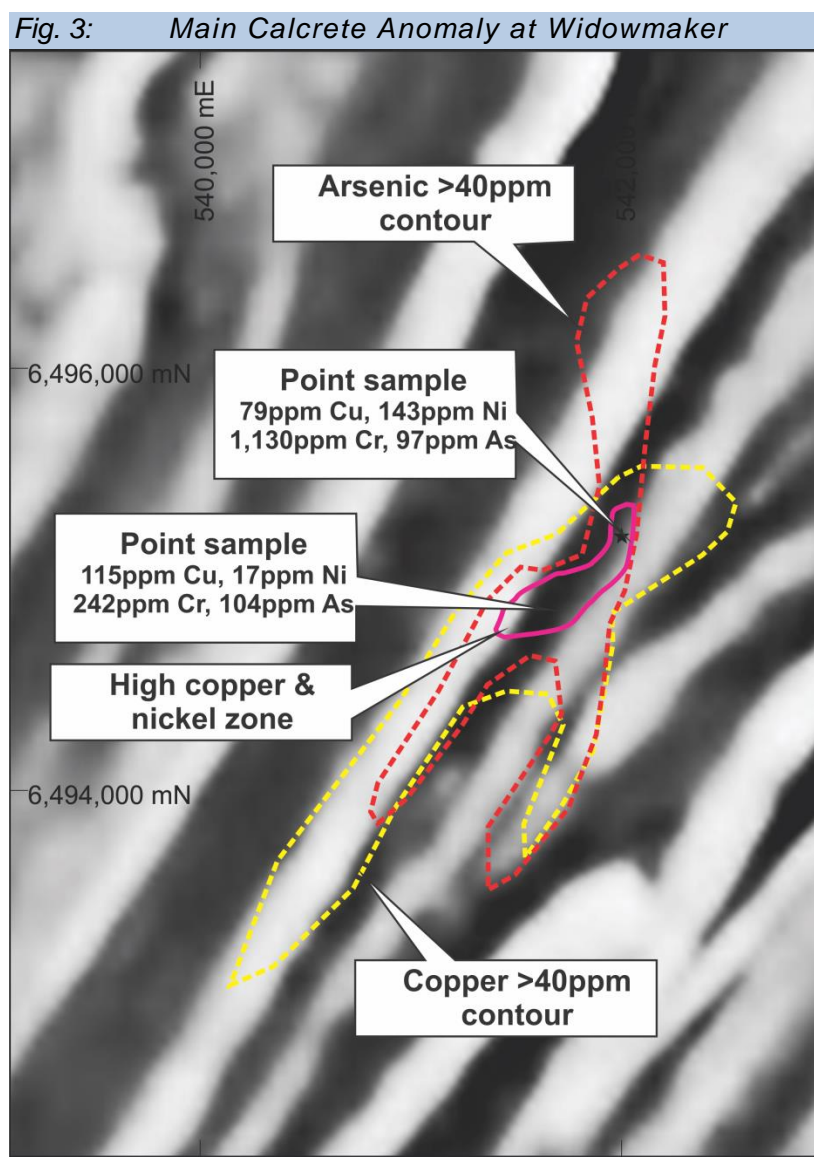 Fig. 3: Main Calcrete Anomaly at Widowmaker
540,000 mE
542,000
Arsenic >40ppm
contour
6,496,000 mN
Point sample
79ppm Cu, 143ppm Ni
1,130ppm Cr, 97ppm As
Point sample
115ppm Cu, 17ppm Ni
242ppm Cr, 104ppm As
High copper &
nickel zone
6,494,000 mN
Copper >40ppm
contour